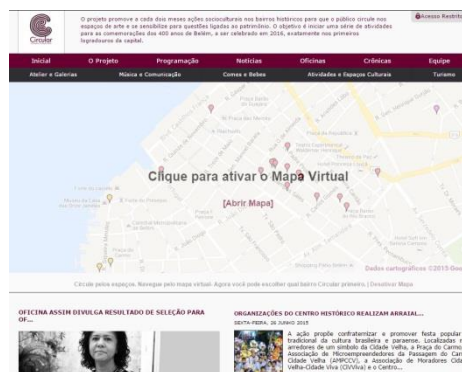 Circular
O projeto promove a cada dois meses ações socioculturais nos bairros históricos para que o público circule nos
espaços de arte e se sensibilize para questões ligadas ao patrimônio. O objetivo é iniciar uma série de atividades
para as comemorações dos 400 anos de Belém, a ser celebrado em 2016, exatamente nos primeiros
logradouros da capital.
Acesso Restrito
Inicial O Projeto Programação Notícias Oficinas Crônicas Equipe
Atelier e Galerias Música e Comunicação Comes e Bebes Atividades e Espaços Culturais Turismo
Clique para ativar o Mapa Virtual
[Abrir Mapa]
Dados cartográficos ©2015 Goo
Circule pelos espaços. Navegue pelo mapa virtual. Agora você pode escolher qual bairro Circular primeiro. | Desativar Mapa
OFICINA ASSIM DIVULGA RESULTADO DE SELEÇÃO PARA
OF...
ORGANIZAÇÕES DO CENTRO HISTÓRICO REALIZAM ARRAIAL...
SEXTA-FEIRA, 26 JUNHO 2015
A ação propõe confraternizar e promover festa popular
tradicional da cultura brasileira e paraense. Localizadas n
arredores de um símbolo da Cidade Velha, a Praça do Carmo,
Associação de Microempreendedores da Passagem do Car
Cidade Velha (AMPCCV), a Associação de Moradores Cida
Velha-Cidade Viva (CiVViva) e o Centro...